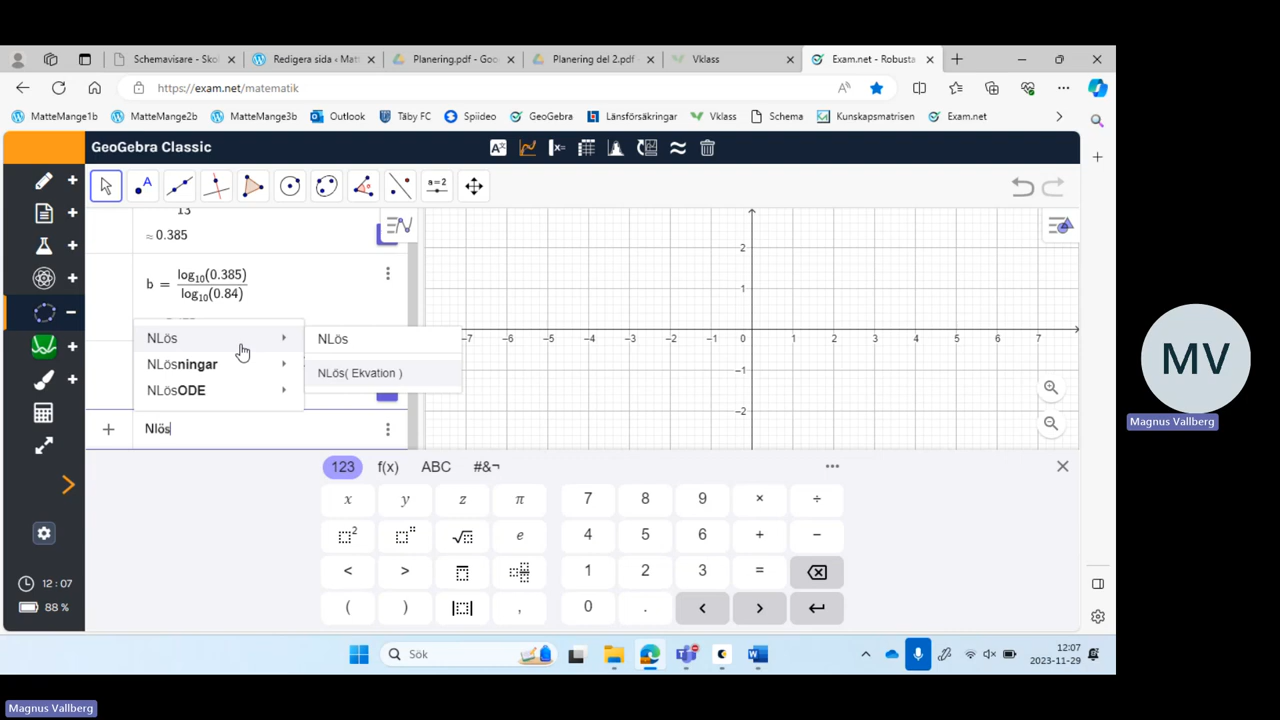 Schemavisare - Sko
Redigera sida ‹ Matt
Planering.pdf - Goo
Planering del 2.pdf
Vklass
Exam.net - Robusta
https://exam.net/matematik
MatteMange1b
MatteMange2b
MatteMange3b
Outlook
Täby FC
Spiideo
GeoGebra
Länsförsäkringar
Vklass
Schema
Kunskapsmatrisen
Exam.net
GeoGebra Classic
a=2
13
≈ 0.385
b = log10(0.385) / log10(0.84)
NLös
NLösningar
NLösODE
NLös
NLös( Ekvation )
Nlös
2
−7 −6 −5 −4 −3 −2 −1 0 1 2 3 4 5 6 7
−1
−2
123 f(x) ABC #&¬
x y z π 7 8 9 × ÷
e 4 5 6 + −
< > 1 2 3 =
( ) , 0 . < >
12 : 07
88 %
Sök
12:07
2023-11-29
MV
Magnus Vallberg
Magnus Vallberg